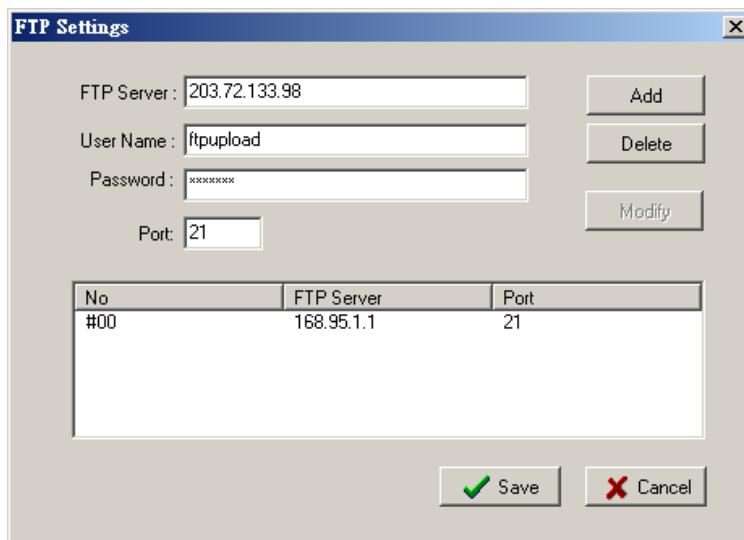 FTP Settings
FTP Server : 203.72.133.98
Add
User Name : ftpupload
Delete
Password : *******
Modify
Port: 21
No FTP Server Port
#00 168.95.1.1 21
Save Cancel